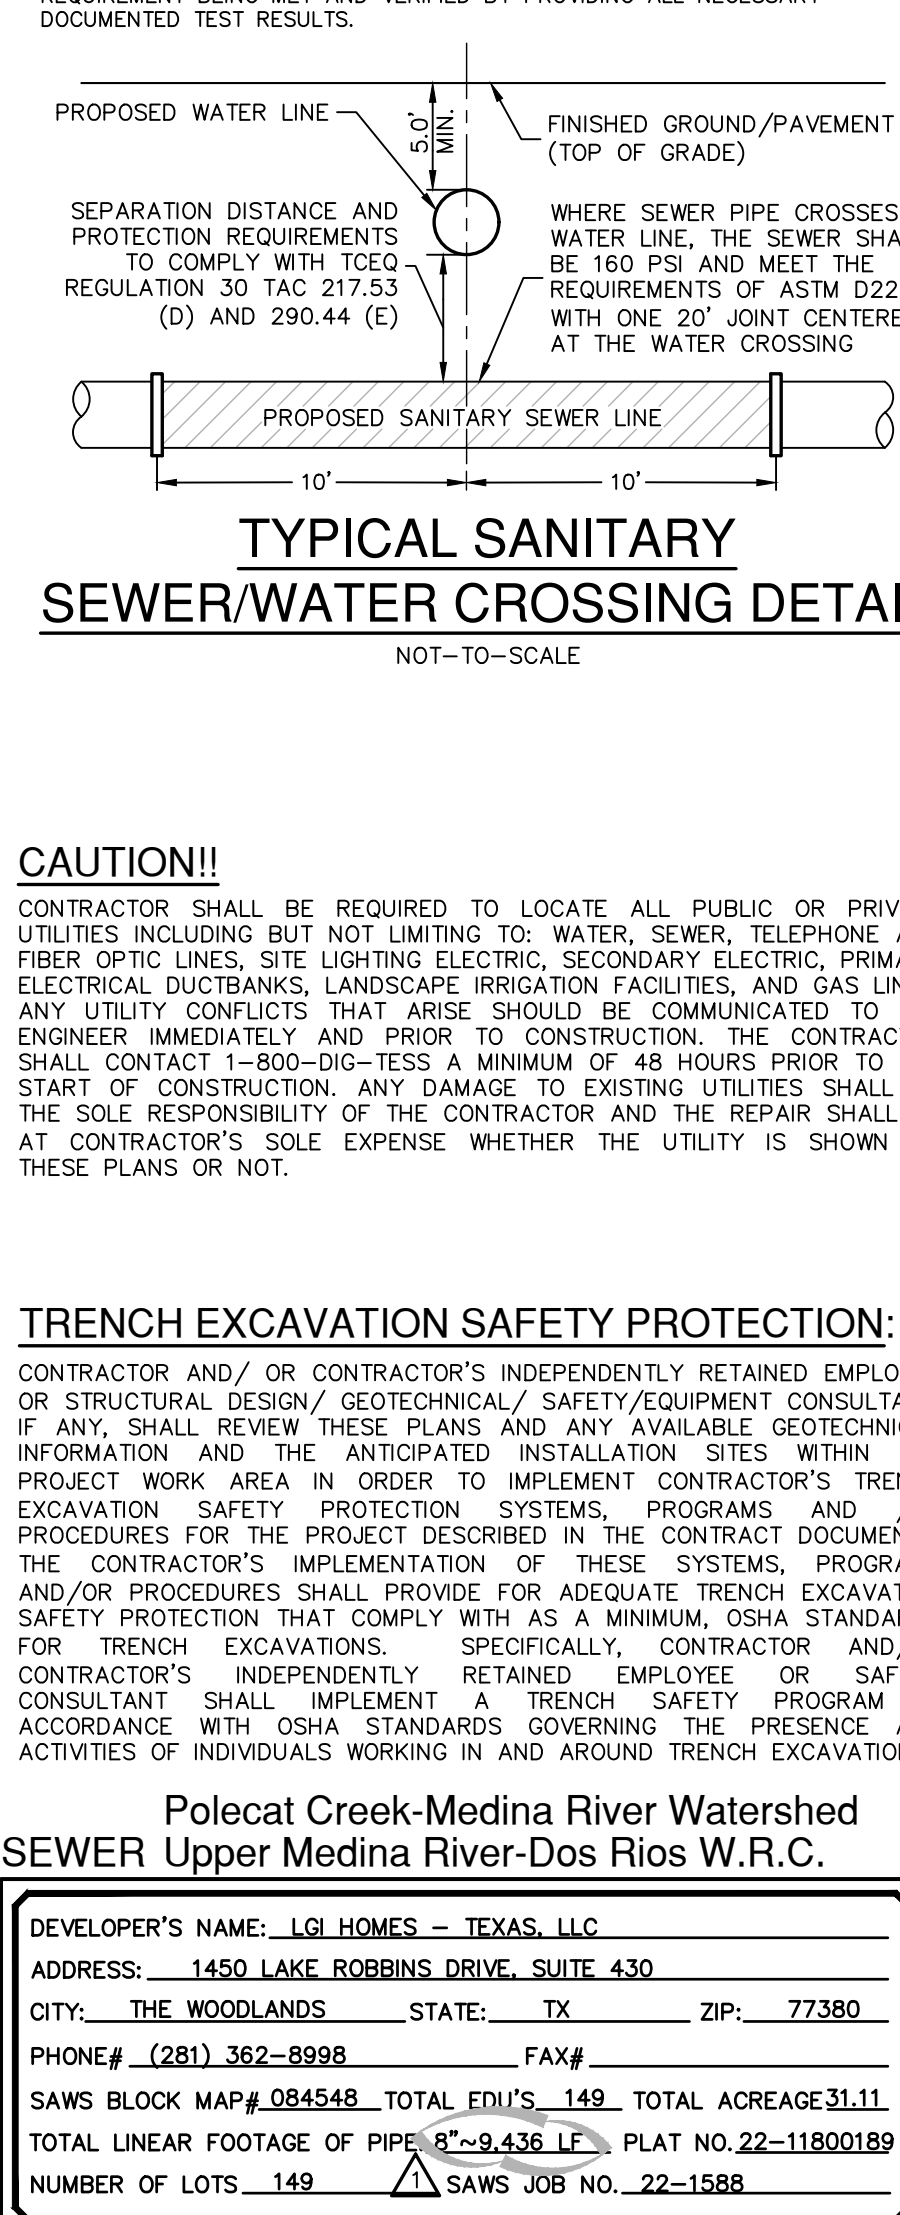 DOCUMENTED TEST RESULTS.
PROPOSED WATER LINE
5.0'
MIN.
FINISHED GROUND/PAVEMENT
(TOP OF GRADE)
SEPARATION DISTANCE AND
PROTECTION REQUIREMENTS
TO COMPLY WITH TCEQ
REGULATION 30 TAC 217.53
(D) AND 290.44 (E)
WHERE SEWER PIPE CROSSES
WATER LINE, THE SEWER SHA
BE 160 PSI AND MEET THE
REQUIREMENTS OF ASTM D22
WITH ONE 20' JOINT CENTERE
AT THE WATER CROSSING
PROPOSED SANITARY SEWER LINE
10' 10'
TYPICAL SANITARY
SEWER/WATER CROSSING DETAI
NOT-TO-SCALE
CAUTION!!
CONTRACTOR SHALL BE REQUIRED TO LOCATE ALL PUBLIC OR PRIV
UTILITIES INCLUDING BUT NOT LIMITING TO: WATER, SEWER, TELEPHONE A
FIBER OPTIC LINES, SITE LIGHTING ELECTRIC, SECONDARY ELECTRIC, PRIMA
ELECTRICAL DUCTBANKS, LANDSCAPE IRRIGATION FACILITIES, AND GAS LIN
ANY UTILITY CONFLICTS THAT ARISE SHOULD BE COMMUNICATED TO
ENGINEER IMMEDIATELY AND PRIOR TO CONSTRUCTION. THE CONTRACT
SHALL CONTACT 1-800-DIG-TESS A MINIMUM OF 48 HOURS PRIOR TO
START OF CONSTRUCTION. ANY DAMAGE TO EXISTING UTILITIES SHALL
THE SOLE RESPONSIBILITY OF THE CONTRACTOR AND THE REPAIR SHALL
AT CONTRACTOR'S SOLE EXPENSE WHETHER THE UTILITY IS SHOWN
THESE PLANS OR NOT.
TRENCH EXCAVATION SAFETY PROTECTION:
CONTRACTOR AND/ OR CONTRACTOR'S INDEPENDENTLY RETAINED EMPLO
OR STRUCTURAL DESIGN/ GEOTECHNICAL/ SAFETY/EQUIPMENT CONSULTA
IF ANY, SHALL REVIEW THESE PLANS AND ANY AVAILABLE GEOTECHNIC
INFORMATION AND THE ANTICIPATED INSTALLATION SITES WITHIN
PROJECT WORK AREA IN ORDER TO IMPLEMENT CONTRACTOR'S TREN
EXCAVATION SAFETY PROTECTION SYSTEMS, PROGRAMS AND /
PROCEDURES FOR THE PROJECT DESCRIBED IN THE CONTRACT DOCUMEN
THE CONTRACTOR'S IMPLEMENTATION OF THESE SYSTEMS, PROGRA
AND/OR PROCEDURES SHALL PROVIDE FOR ADEQUATE TRENCH EXCAVAT
SAFETY PROTECTION THAT COMPLY WITH AS A MINIMUM, OSHA STANDA
FOR TRENCH EXCAVATIONS. SPECIFICALLY, CONTRACTOR AND/
CONTRACTOR'S INDEPENDENTLY RETAINED EMPLOYEE OR SAF
CONSULTANT SHALL IMPLEMENT A TRENCH SAFETY PROGRAM
ACCORDANCE WITH OSHA STANDARDS GOVERNING THE PRESENCE A
ACTIVITIES OF INDIVIDUALS WORKING IN AND AROUND TRENCH EXCAVATIO
Polecat Creek-Medina River Watershed
SEWER Upper Medina River-Dos Rios W.R.C.
DEVELOPER'S NAME: LGI HOMES - TEXAS, LLC
ADDRESS: 1450 LAKE ROBBINS DRIVE, SUITE 430
CITY: THE WOODLANDS STATE: TX ZIP: 77380
PHONE# (281) 362-8998 FAX#
SAWS BLOCK MAP# 084548 TOTAL EDU'S 149 TOTAL ACREAGE 31.11
TOTAL LINEAR FOOTAGE OF PIPE 8"~9,436 LF PLAT NO. 22-11800189
NUMBER OF LOTS 149 1 SAWS JOB NO. 22-1588